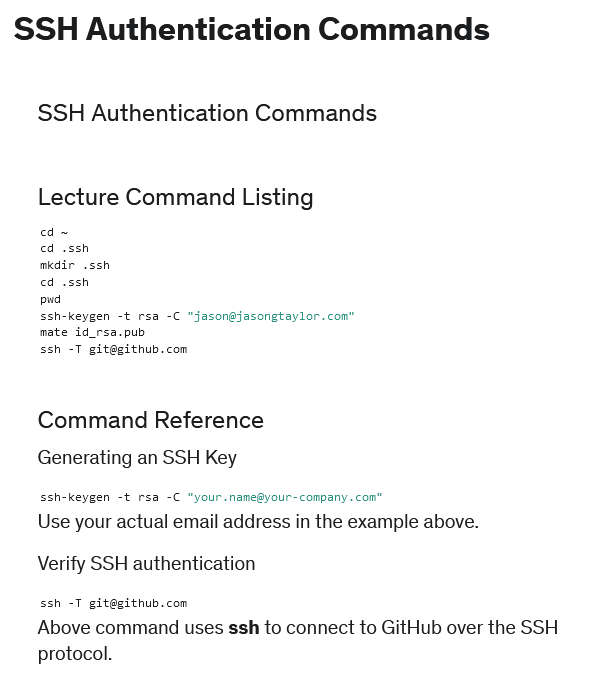 SSH Authentication Commands
SSH Authentication Commands
Lecture Command Listing
cd ~
cd .ssh
mkdir .ssh
cd .ssh
pwd
ssh-keygen -t rsa -C "jason@jasongtaylor.com"
mate id_rsa.pub
ssh -T git@github.com
Command Reference
Generating an SSH Key
ssh-keygen -t rsa -C "your.name@your-company.com"
Use your actual email address in the example above.
Verify SSH authentication
ssh -T git@github.com
Above command uses ssh to connect to GitHub over the SSH
protocol.